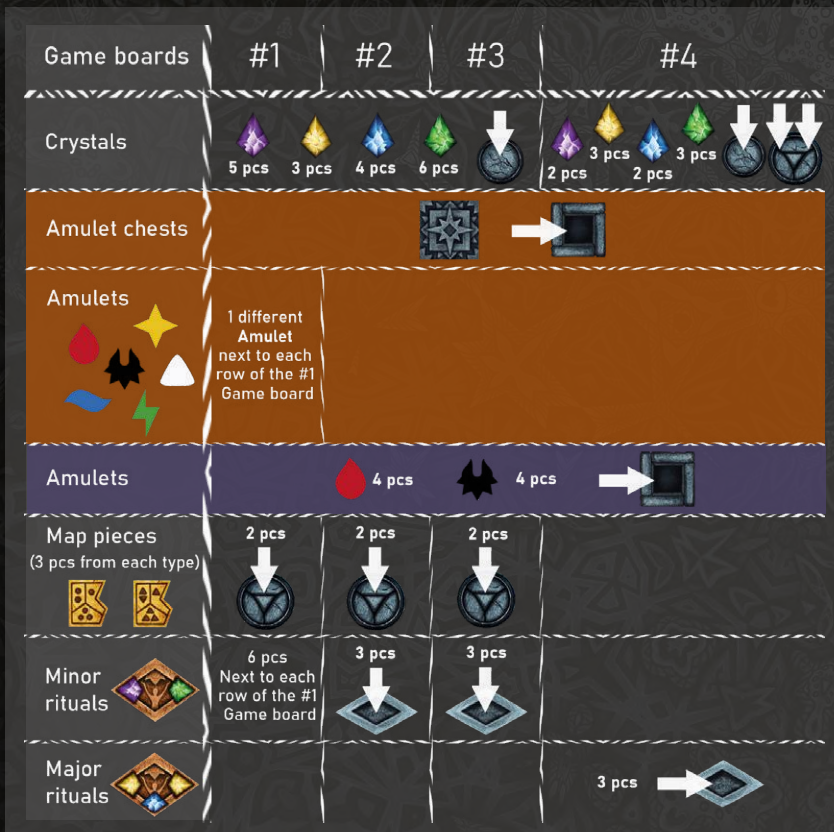 Game boards #1 #2 #3 #4
Crystals
5 pcs 3 pcs 4 pcs 6 pcs
2 pcs 3 pcs 2 pcs 3 pcs
Amulet chests
Amulets
1 different
Amulet
next to each
row of the #1
Game board
Amulets
4 pcs 4 pcs
Map pieces
(3 pcs from each type)
2 pcs 2 pcs 2 pcs
Minor
rituals
6 pcs
Next to each
row of the #1
Game board
3 pcs 3 pcs
Major
rituals
3 pcs